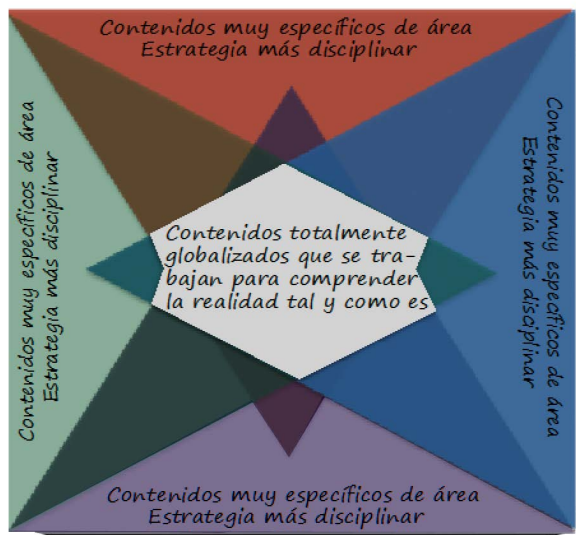 Contenidos muy específicos de área
Estrategia más disciplinar
Contenidos muy específicos de área
Estrategia más disciplinar
Contenidos totalmente
globalizados que se tra-
bajan para comprender
la realidad tal y como es
Contenidos muy específicos de área
Estrategia más disciplinar
Contenidos muy específicos de área
Estrategia más disciplinar